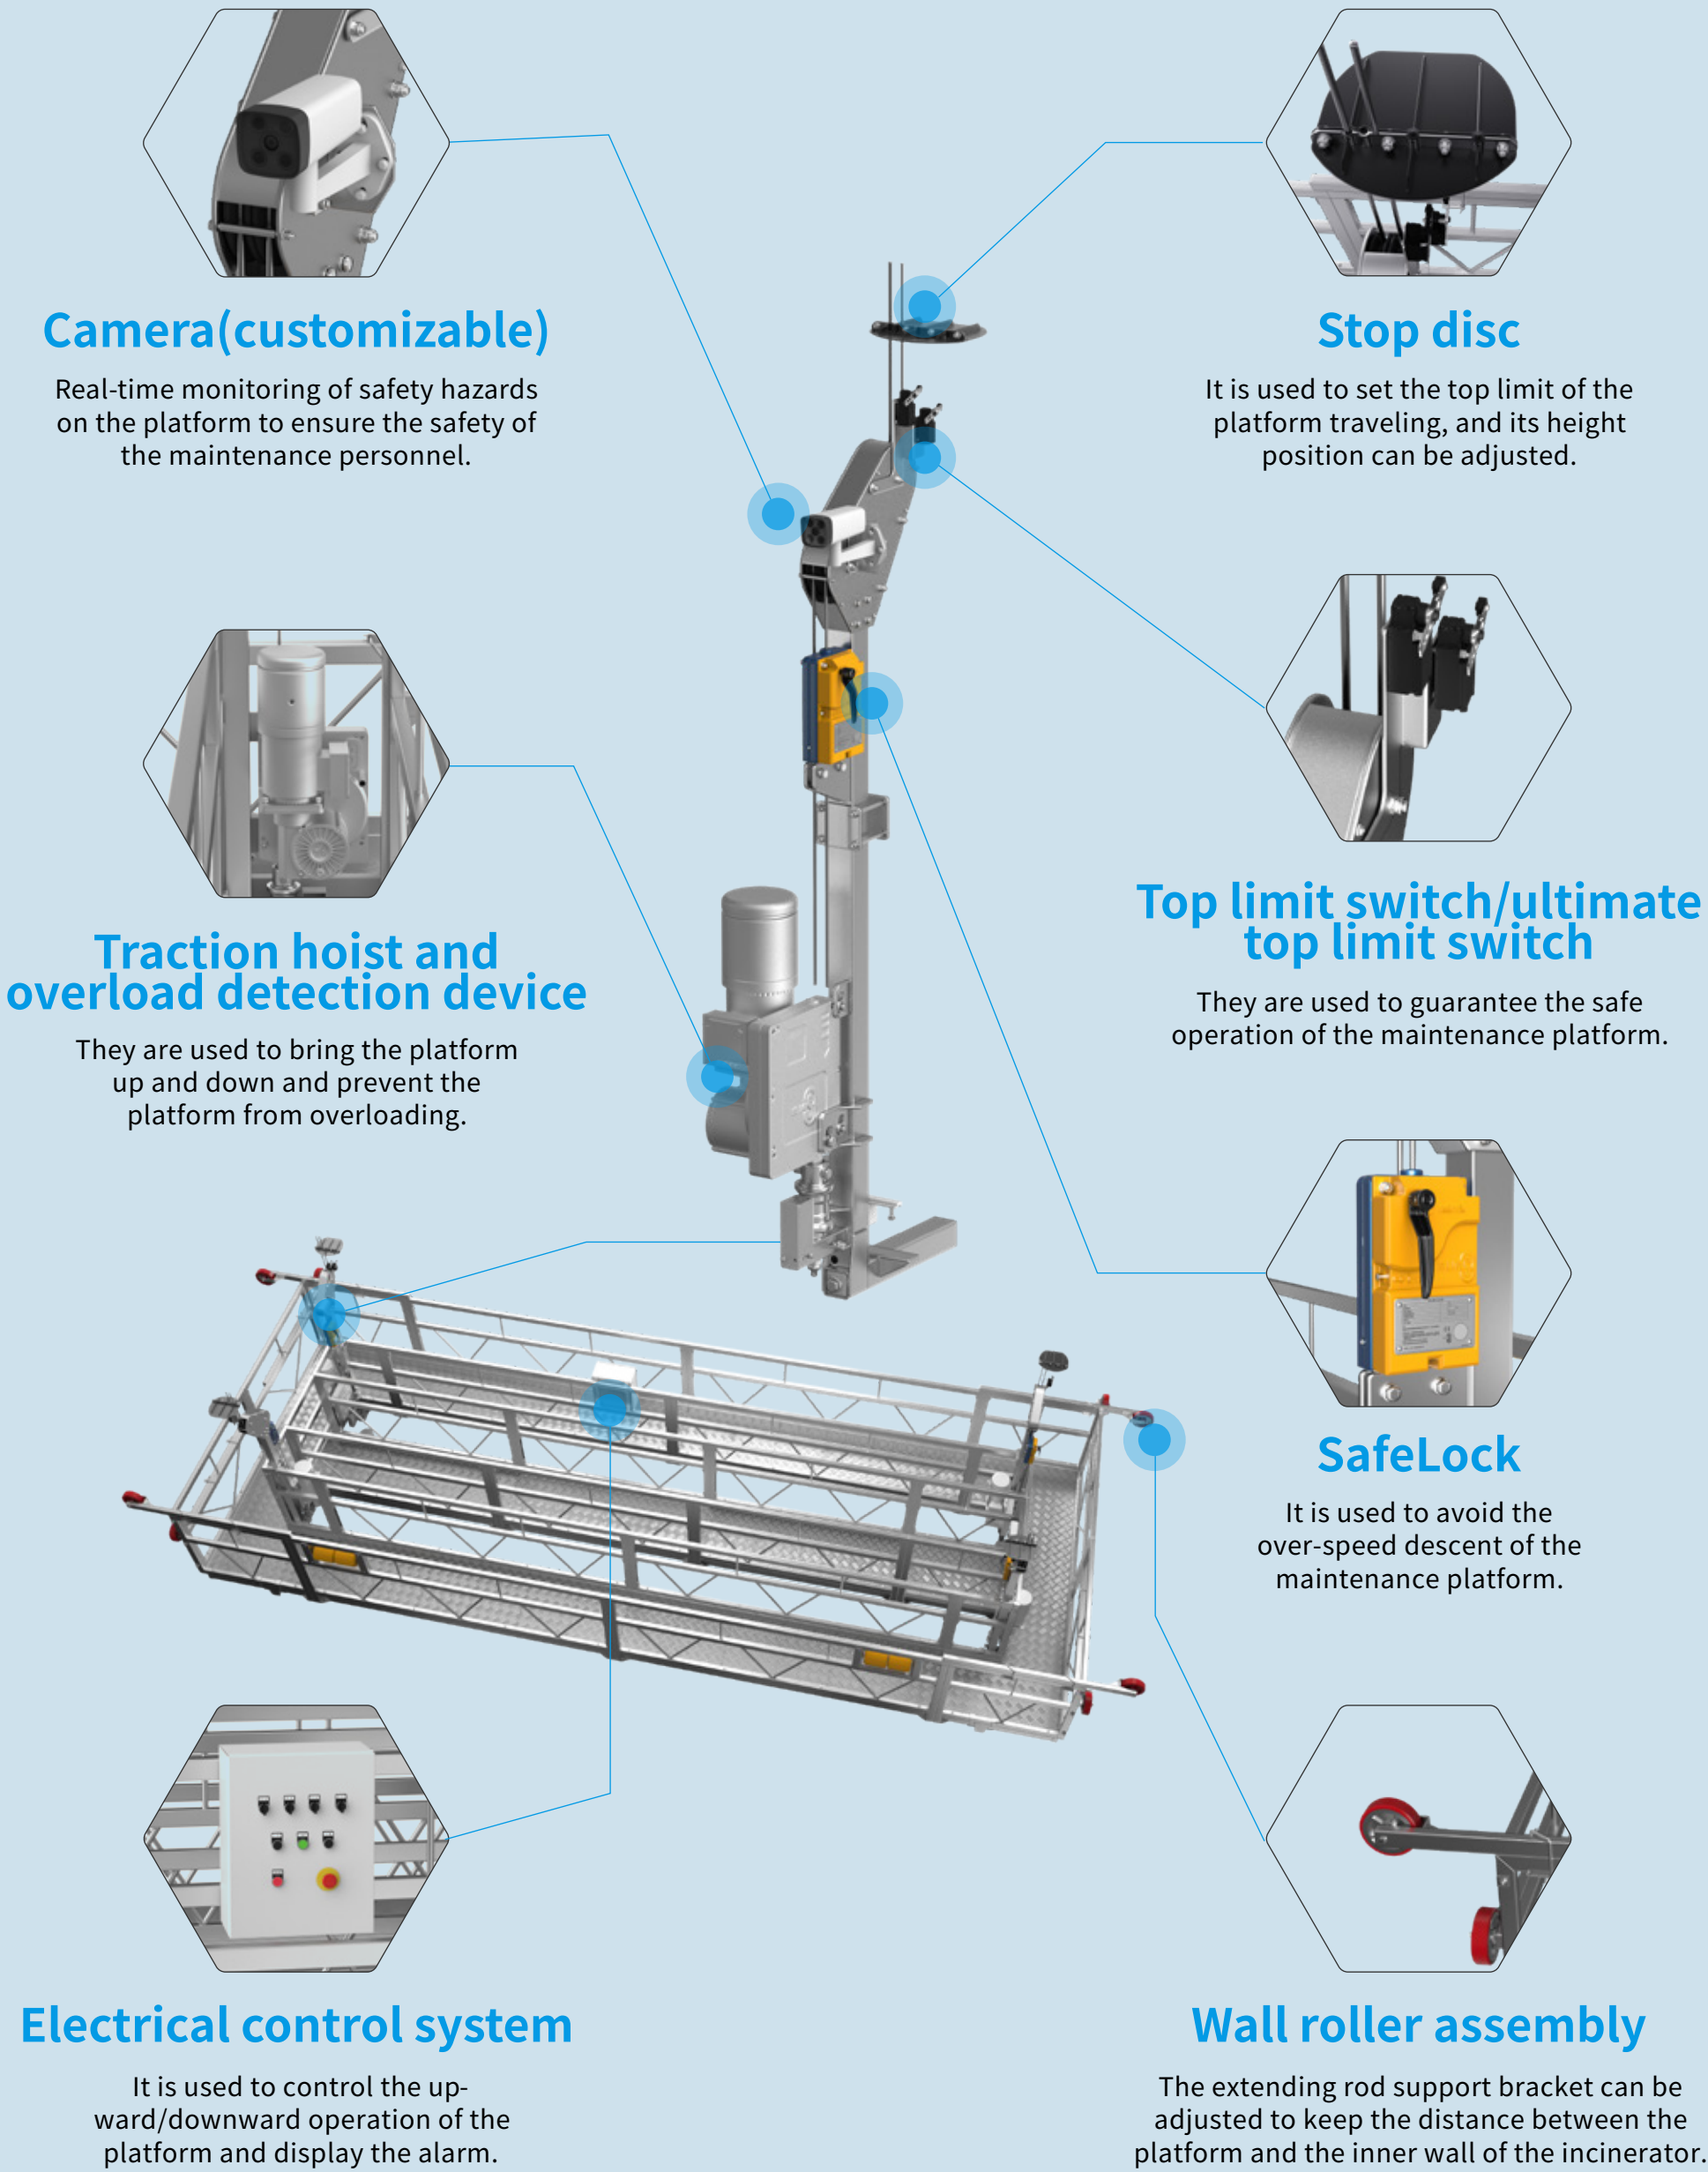 Camera(customizable)
Real-time monitoring of safety hazards
on the platform to ensure the safety of
the maintenance personnel.
Stop disc
It is used to set the top limit of the
platform traveling, and its height
position can be adjusted.
Traction hoist and
overload detection device
They are used to bring the platform
up and down and prevent the
platform from overloading.
Top limit switch/ultimate
top limit switch
They are used to guarantee the safe
operation of the maintenance platform.
SafeLock
It is used to avoid the
over-speed descent of the
maintenance platform.
Electrical control system
It is used to control the up-
ward/downward operation of the
platform and display the alarm.
Wall roller assembly
The extending rod support bracket can be
adjusted to keep the distance between the
platform and the inner wall of the incinerator.